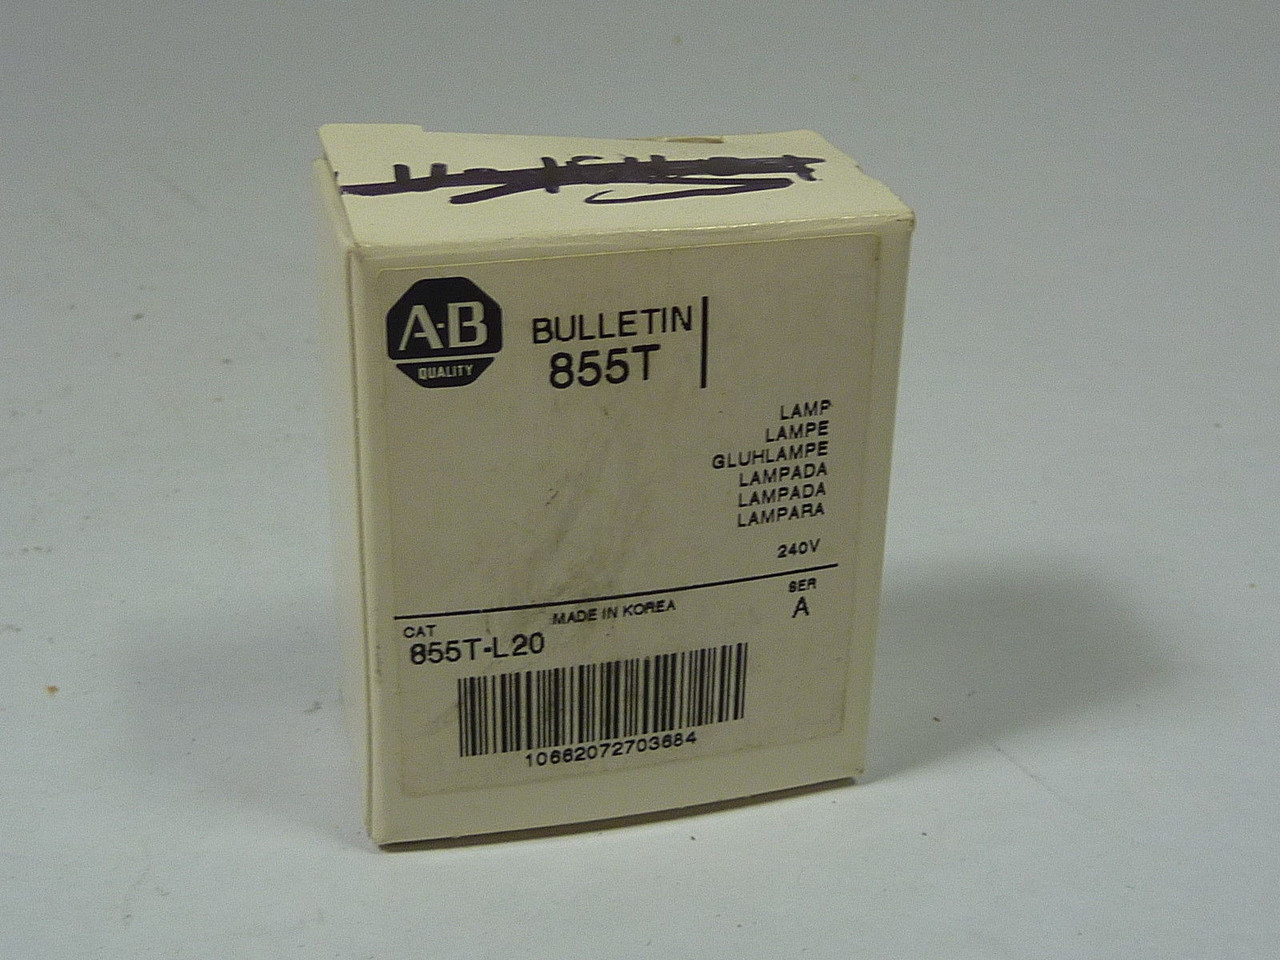 A-B
QUALITY
BULLETIN
855T
LAMP
LAMPE
GLUHLAMPE
LAMPADA
LAMPADA
LAMPARA
240V
MADE IN KOREA
SER
A
CAT
855T-L20
10662072703684